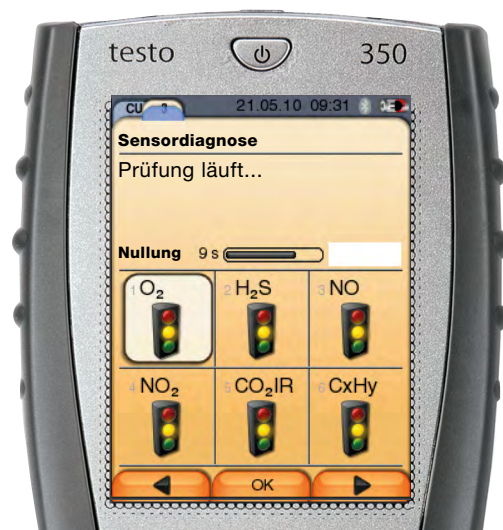 testo 350
CU 3 21.05.10 09:31
Sensordiagnose
Prüfung läuft...
Nullung 9 s
1 O₂ 2 H₂S 3 NO
4 NO₂ 5 CO₂IR 6 CxHy
OK